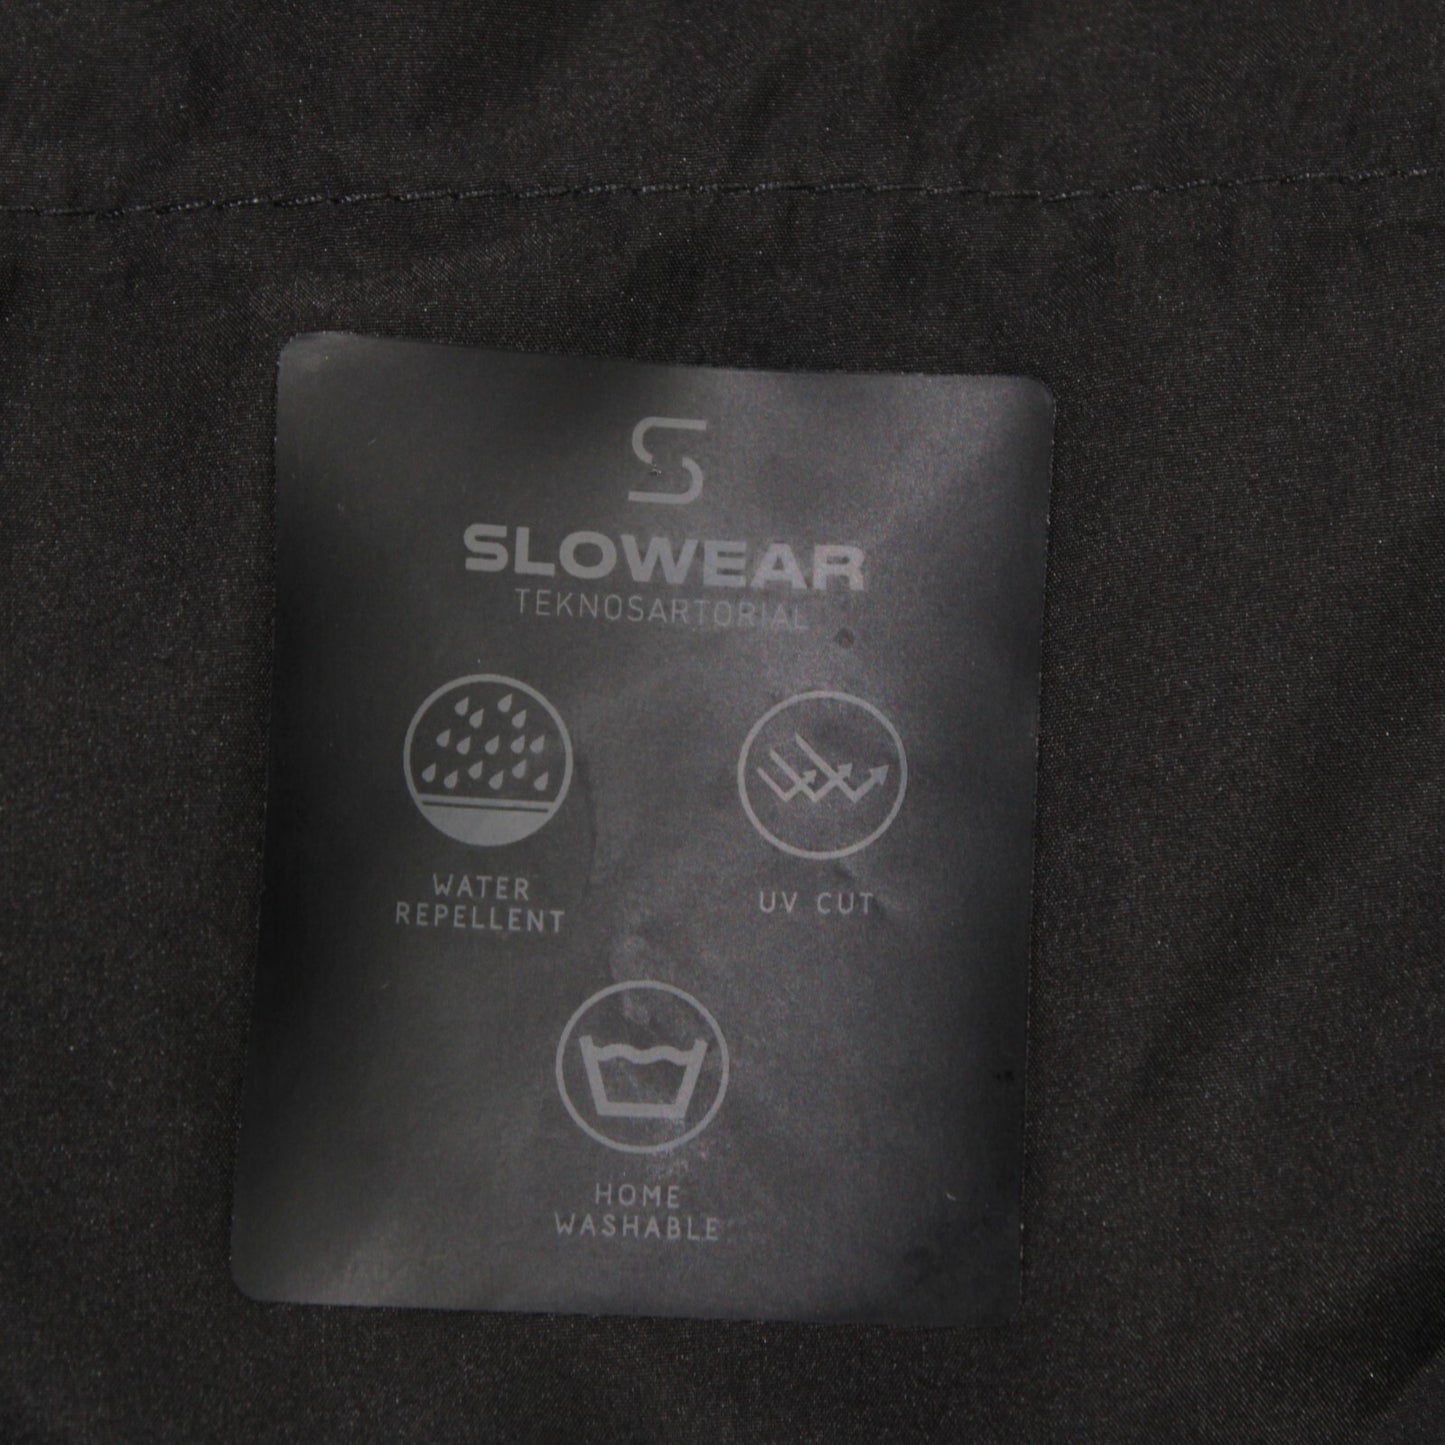 S
SLOWEAR
TEKNOSARTORIAL
WATER
REPELLENT
UV CUT
HOME
WASHABLE